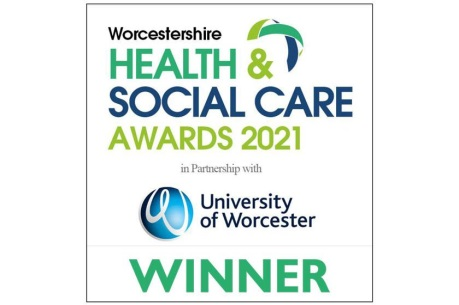 Worcestershire
HEALTH &
SOCIAL CARE
AWARDS 2021
in Partnership with
University
of Worcester
WINNER